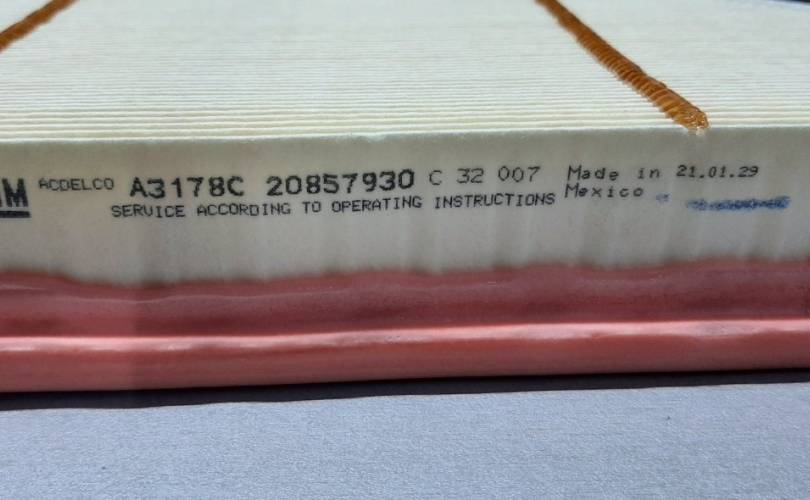 ACDELCO A3178C 20857930 C 32 007 Made in 21.01.29
SERVICE ACCORDING TO OPERATING INSTRUCTIONS Mexico